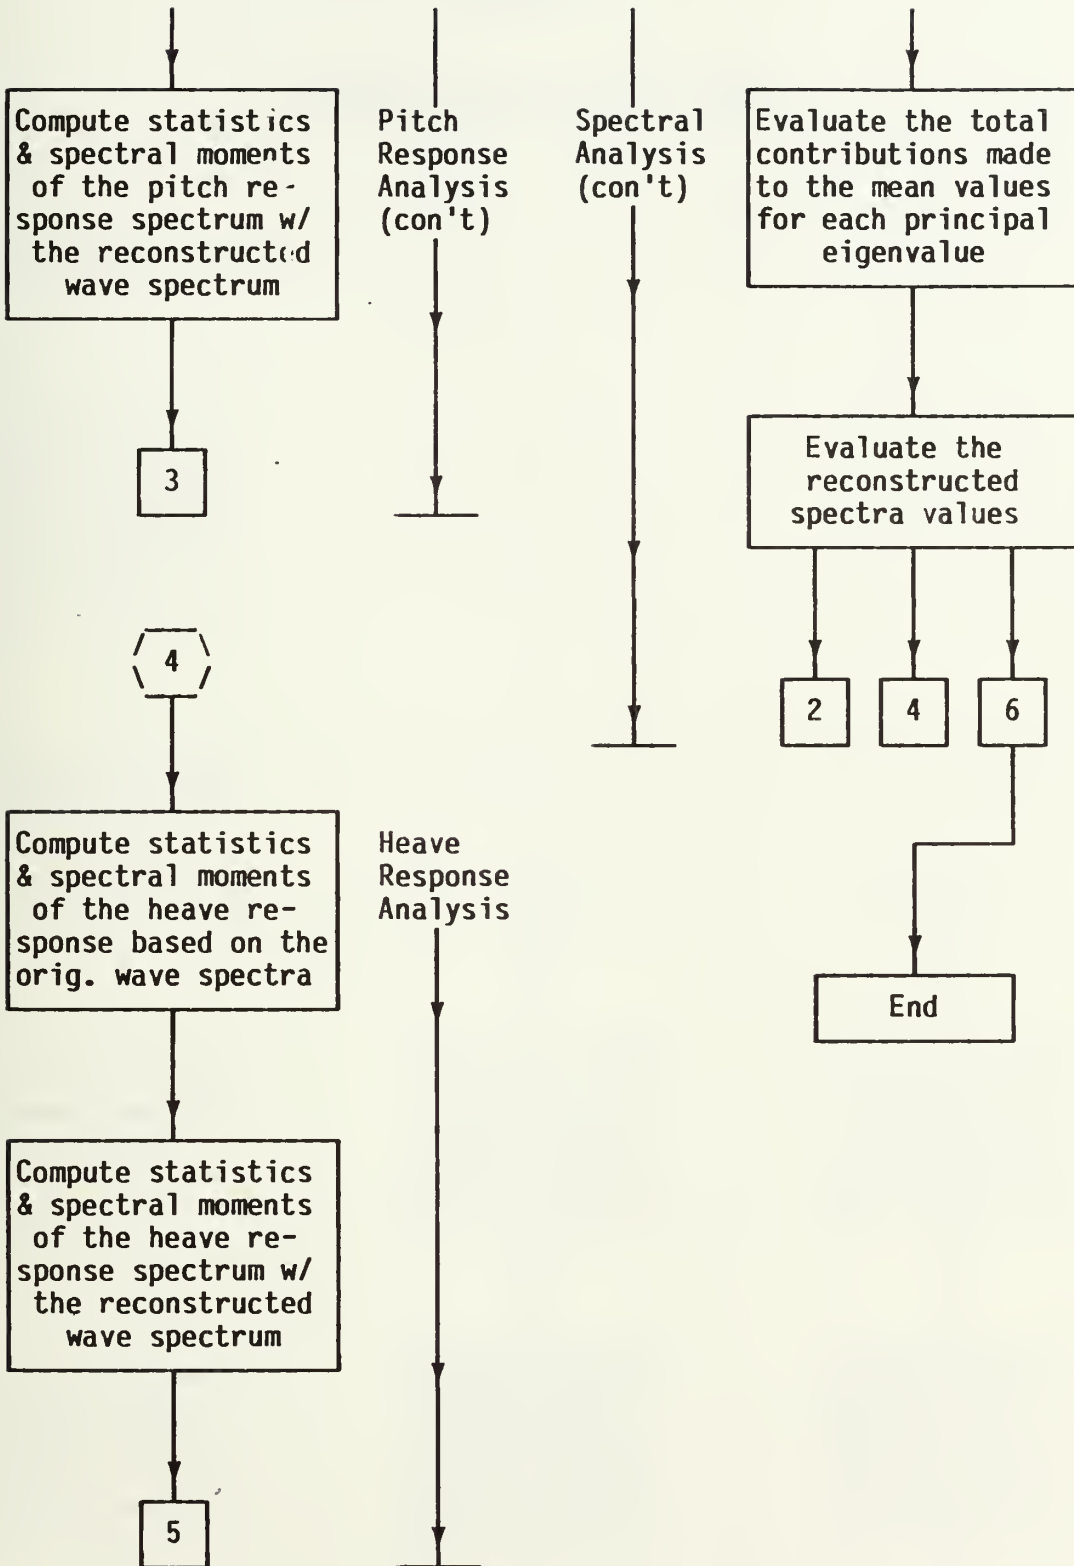 Compute statistics
& spectral moments
of the pitch re-
sponse spectrum w/
the reconstructed
wave spectrum
3
Pitch
Response
Analysis
(con't)
Spectral
Analysis
(con't)
Evaluate the total
contributions made
to the mean values
for each principal
eigenvalue
Evaluate the
reconstructed
spectra values
2
4
6
End
4
Compute statistics
& spectral moments
of the heave re-
sponse based on the
orig. wave spectra
Heave
Response
Analysis
Compute statistics
& spectral moments
of the heave re-
sponse spectrum w/
the reconstructed
wave spectrum
5